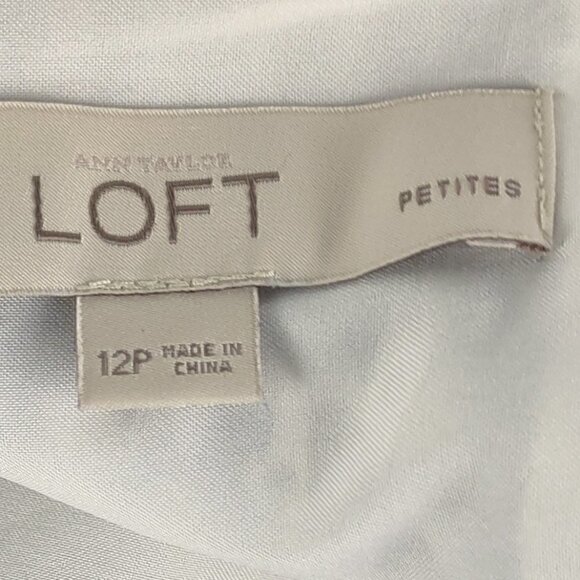 ANN TAYLOR
LOFT
PETITES
12P MADE IN
CHINA